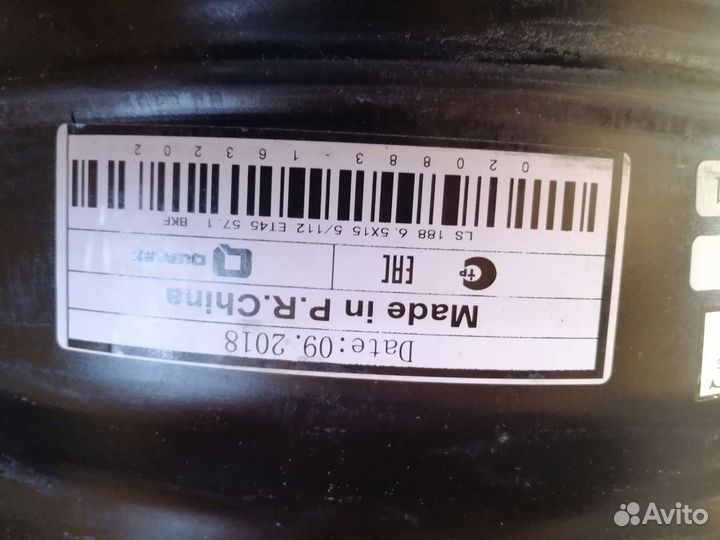 Date:09.2018
Made in P.R.China
тр EAC
LS 188 6.5X15 5/112 ET45 57.1 BKF
020883-163202
Avito